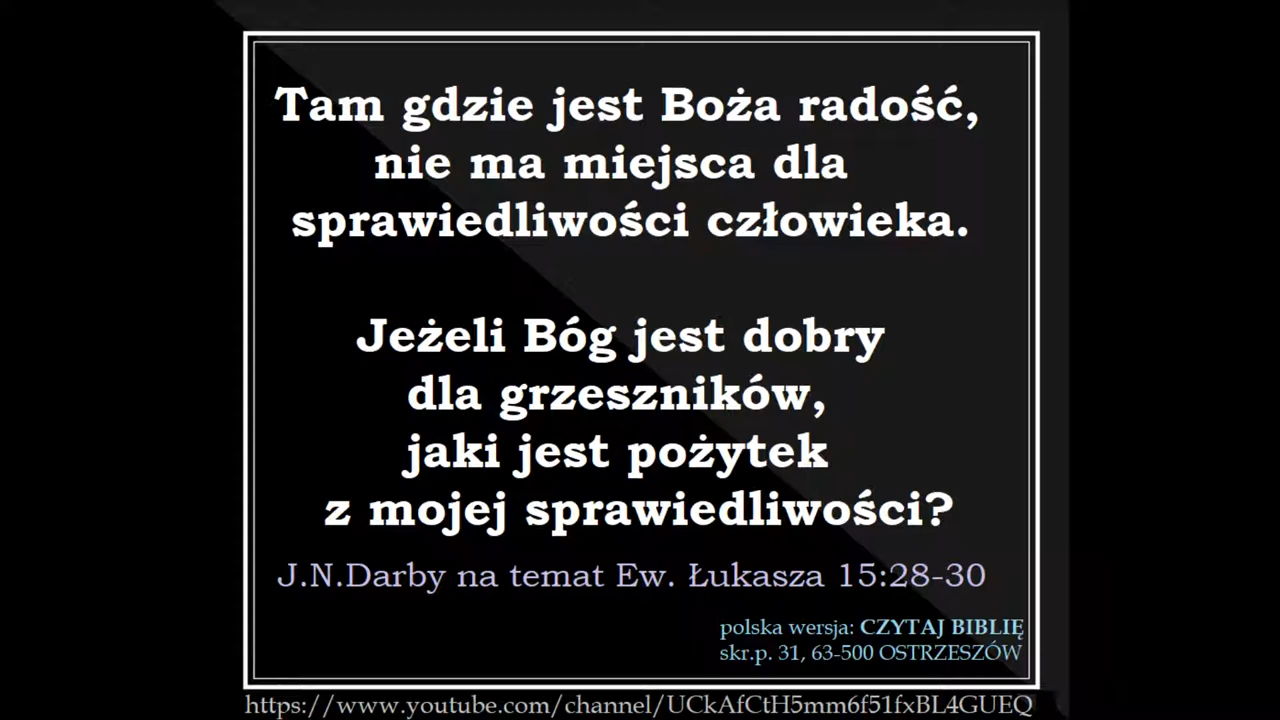 Tam gdzie jest Boża radość,
nie ma miejsca dla
sprawiedliwości człowieka.
Jeżeli Bóg jest dobry
dla grzeszników,
jaki jest pożytek
z mojej sprawiedliwości?
J.N.Darby na temat Ew. Łukasza 15:28-30
polska wersja: CZYTAJ BIBLIĘ
skr.p. 31, 63-500 OSTRZESZÓW
https://www.youtube.com/channel/UCkAfCtH5mm6f51fxBL4GUEQ